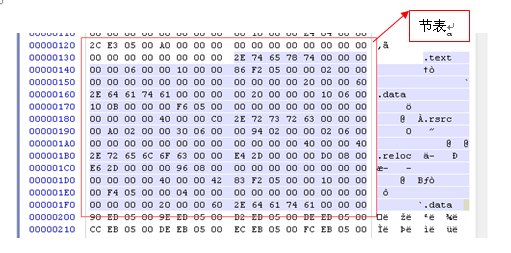 节表
00000120 2C E3 05 00 A0 00 00 00 00 00 00 00 00 00 00 00 ,ã
00000130 00 00 00 00 00 00 00 00 2E 74 65 78 74 00 00 00 .text
00000140 00 00 06 00 00 10 00 00 86 F2 05 00 00 02 00 00 †ò
00000150 00 00 00 00 00 00 00 00 00 00 00 00 20 00 00 60 `
00000160 2E 64 61 74 61 00 00 00 00 20 00 00 00 10 06 00 .data
00000170 10 0B 00 00 00 F6 05 00 00 00 00 00 00 00 00 00 ö
00000180 00 00 00 00 40 00 00 C0 2E 72 73 72 63 00 00 00 @ À.rsrc
00000190 00 A0 02 00 00 30 06 00 00 94 02 00 00 02 06 00 0 ”
000001A0 00 00 00 00 00 00 00 00 00 00 00 00 40 00 00 40 @ @
000001B0 2E 72 65 6C 6F 63 00 00 E4 2D 00 00 00 D0 08 00 .reloc ä- Ð
000001C0 E6 2D 00 00 00 96 08 00 00 00 00 00 00 00 00 00 æ- –
000001D0 00 00 00 00 40 00 00 42 83 F2 05 00 00 10 00 00 @ Bƒò
000001E0 00 F4 05 00 00 04 00 00 00 00 00 00 00 00 00 00 ô
000001F0 00 00 00 00 20 00 00 60 2E 64 61 74 61 00 00 00 `.data
00000200 90 ED 05 00 9E ED 05 00 AA ED 05 00 DE ED 05 00
00000210 CC EB 05 00 DE EB 05 00 EC EB 05 00 FC EB 05 00 Ìë Þë ìë üë